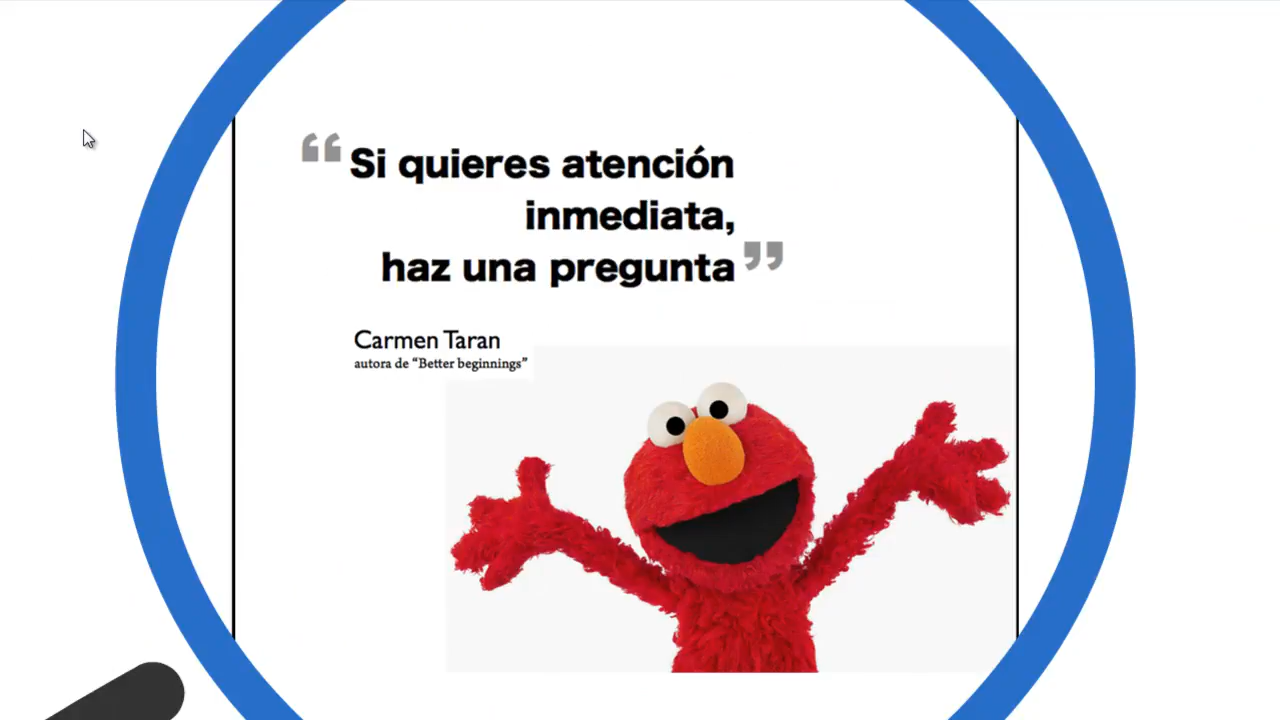 “Si quieres atención
inmediata,
haz una pregunta”
Carmen Taran
autora de “Better beginnings”